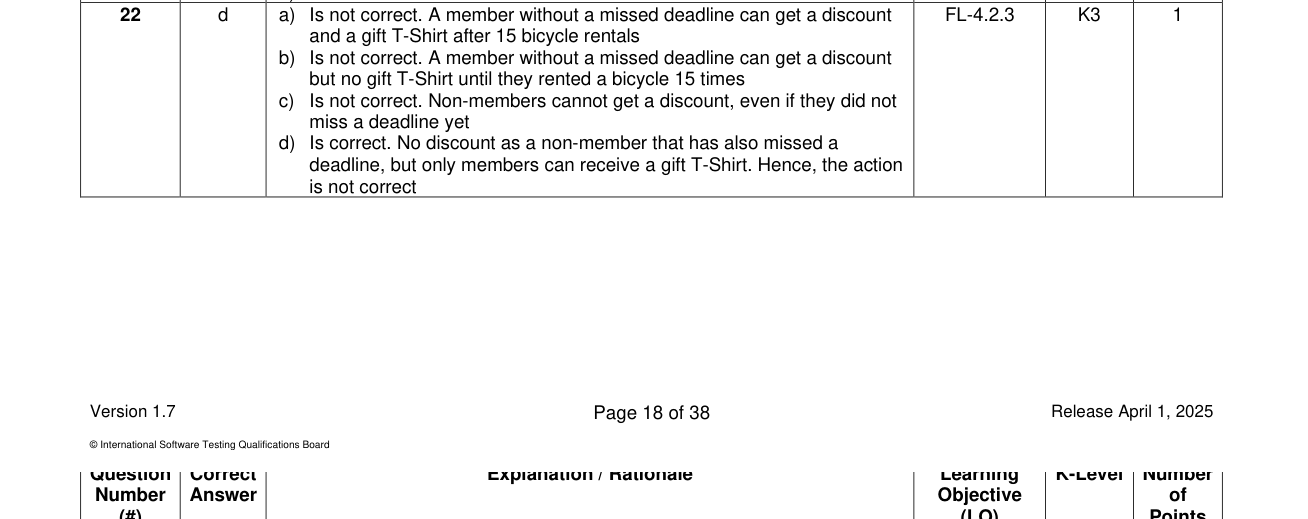 22 d a) Is not correct. A member without a missed deadline can get a discount FL-4.2.3 K3 1
and a gift T-Shirt after 15 bicycle rentals
b) Is not correct. A member without a missed deadline can get a discount
but no gift T-Shirt until they rented a bicycle 15 times
c) Is not correct. Non-members cannot get a discount, even if they did not
miss a deadline yet
d) Is correct. No discount as a non-member that has also missed a
deadline, but only members can receive a gift T-Shirt. Hence, the action
is not correct
Version 1.7 Page 18 of 38 Release April 1, 2025
© International Software Testing Qualifications Board
Question Correct Explanation / Rationale Learning K-Level Number
Number Answer Objective of
(#) (LO) Points